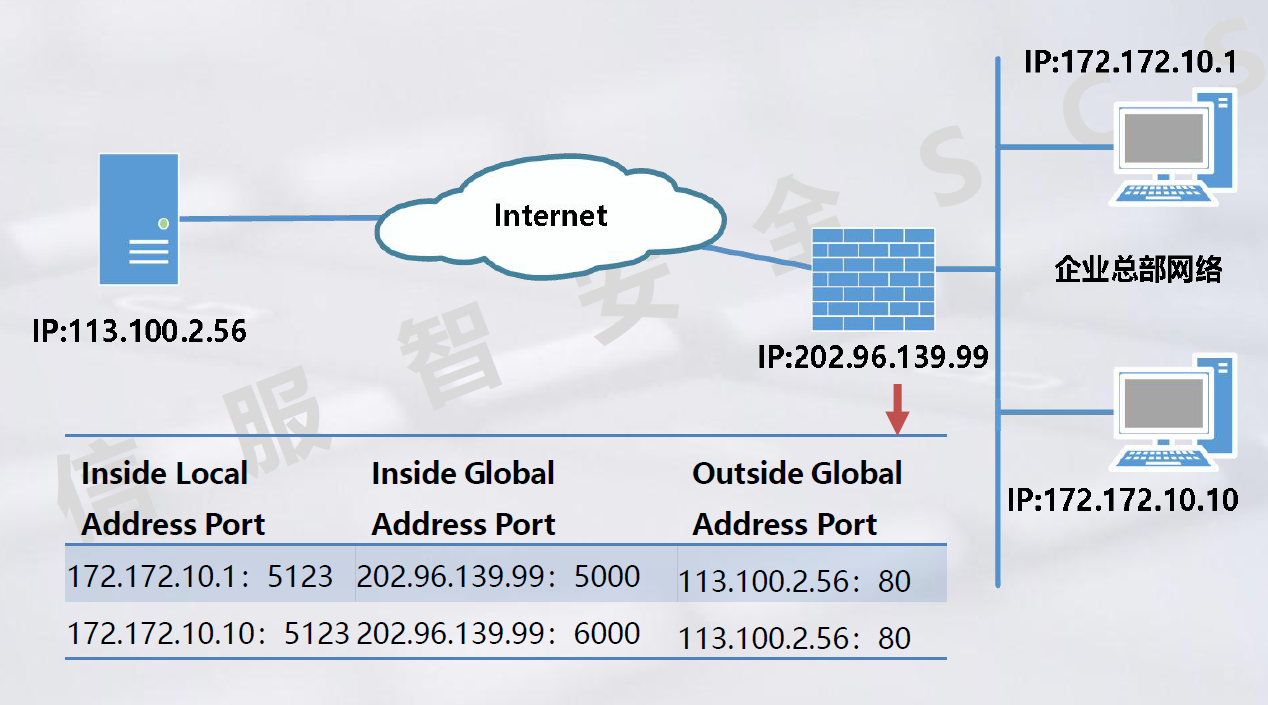 IP:172.172.10.1
Internet
企业总部网络
IP:113.100.2.56
IP:202.96.139.99
IP:172.172.10.10
Inside Local Address Port
Inside Global Address Port
Outside Global Address Port
172.172.10.1：5123
202.96.139.99：5000
113.100.2.56：80
172.172.10.10：5123
202.96.139.99：6000
113.100.2.56：80
信服智安全SCS